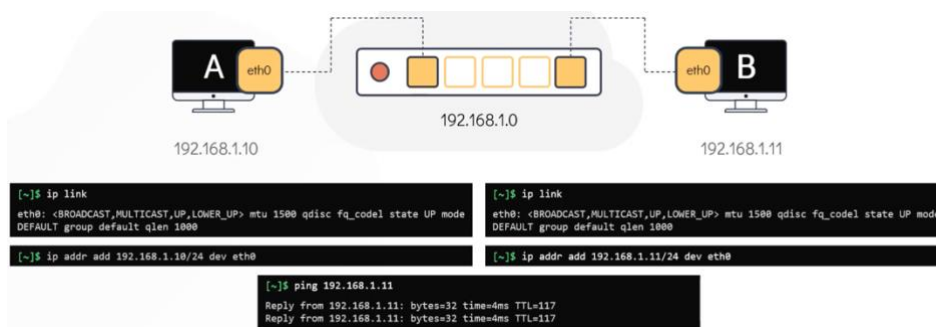 A
eth0
eth0
B
192.168.1.0
192.168.1.10
192.168.1.11
[~]$ ip link
eth0: <BROADCAST,MULTICAST,UP,LOWER_UP> mtu 1500 qdisc fq_codel state UP mode
DEFAULT group default qlen 1000
[~]$ ip addr add 192.168.1.10/24 dev eth0
[~]$ ip link
eth0: <BROADCAST,MULTICAST,UP,LOWER_UP> mtu 1500 qdisc fq_codel state UP mode
DEFAULT group default qlen 1000
[~]$ ip addr add 192.168.1.11/24 dev eth0
[~]$ ping 192.168.1.11
Reply from 192.168.1.11: bytes=32 time=4ms TTL=117
Reply from 192.168.1.11: bytes=32 time=4ms TTL=117